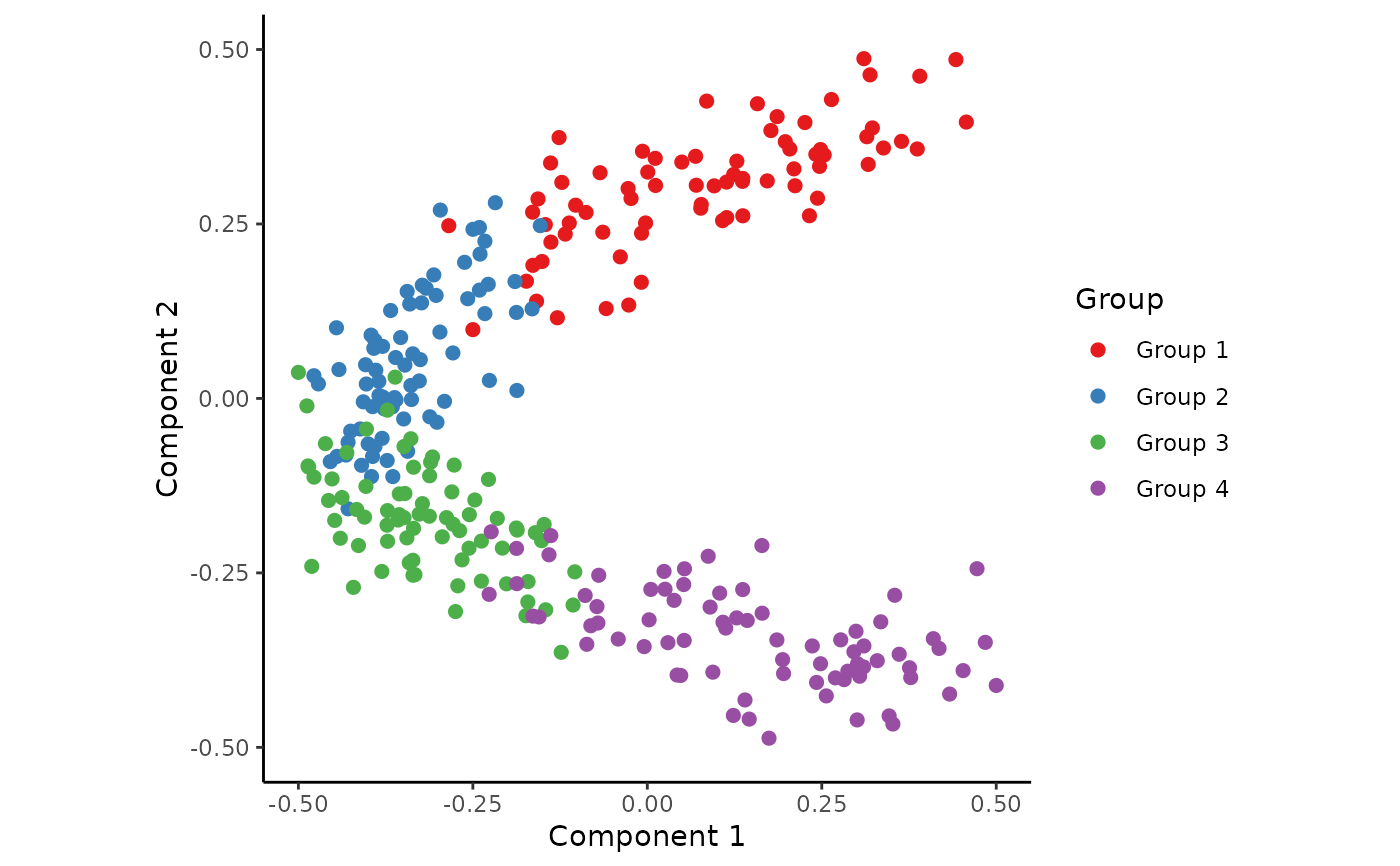 0.50
0.25
0.00
-0.25
-0.50
Component 2
-0.50 -0.25 0.00 0.25 0.50
Component 1
Group
Group 1
Group 2
Group 3
Group 4